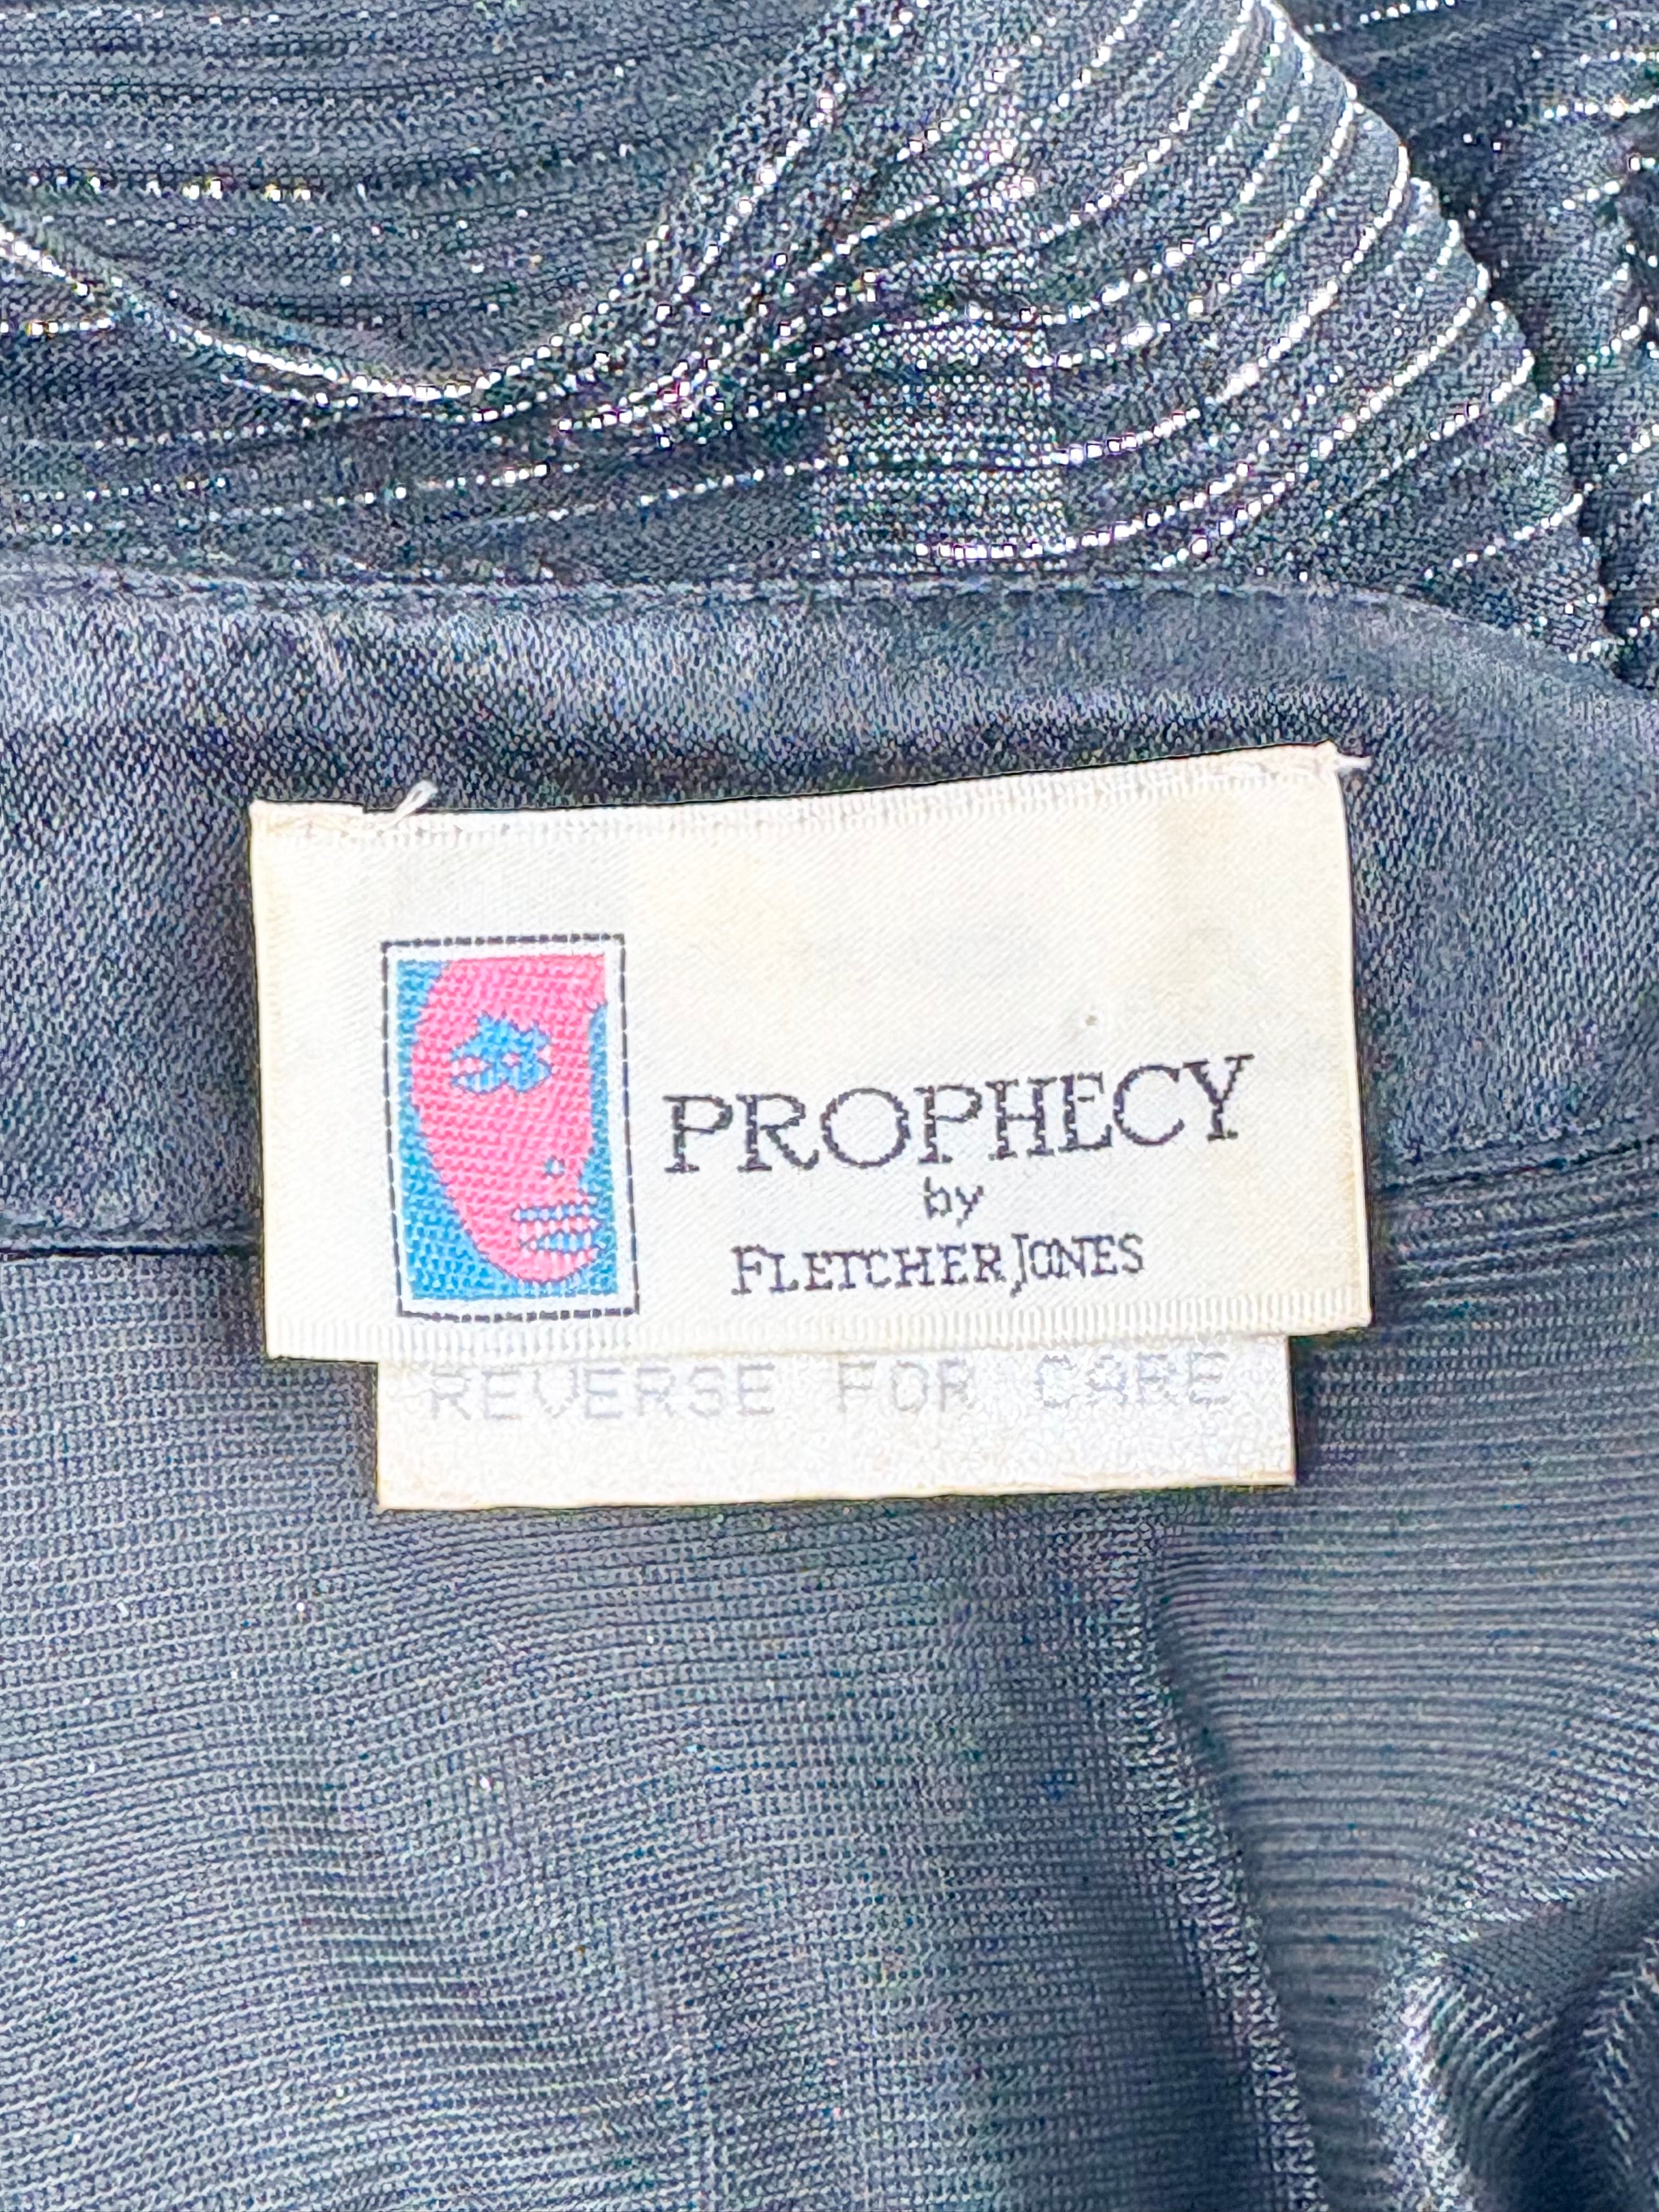 PROPHECY
by
FLETCHER JONES
REVERSE FOR CARE